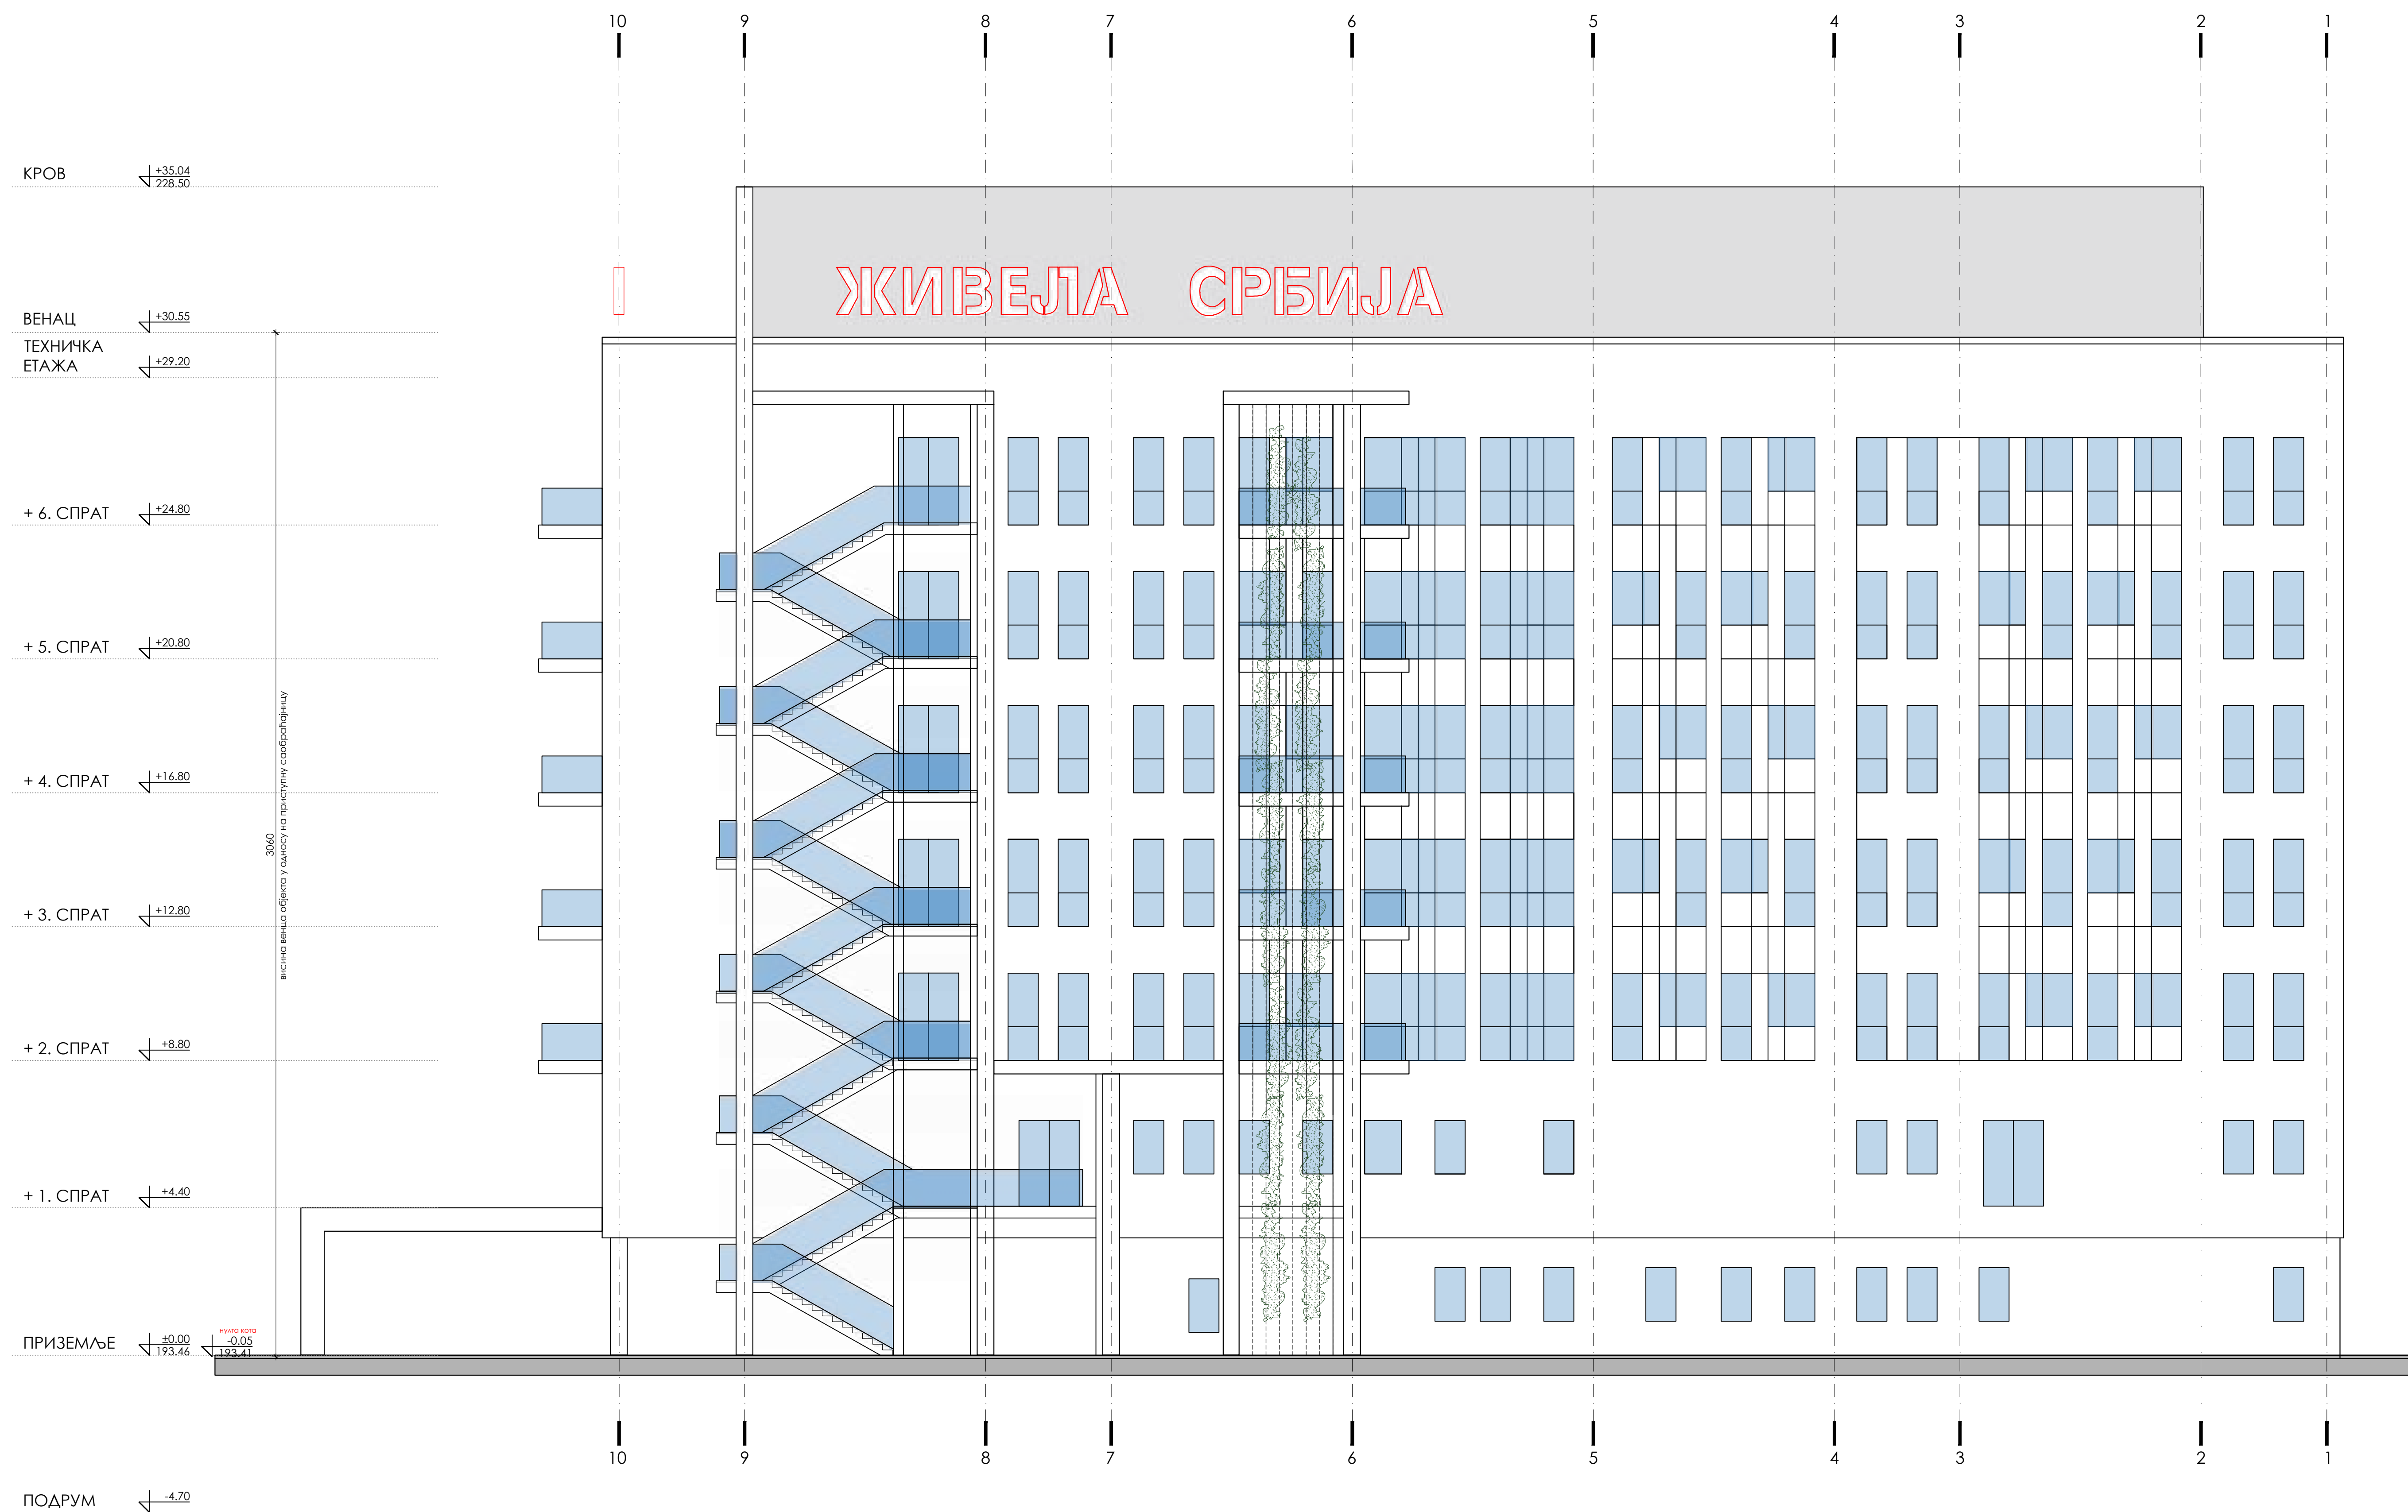 10 9 8 7 6 5 4 3 2 1
КРОВ +35.04
228.50
ЖИВЕЛА СРБИЈА
ВЕНАЦ +30.55
ТЕХНИЧКА
ЕТАЖА +29.20
+ 6. СПРАТ +24.80
+ 5. СПРАТ +20.80
+ 4. СПРАТ +16.80
3060
висина венца објекта у односу на приступну саобраћајницу
+ 3. СПРАТ +12.80
+ 2. СПРАТ +8.80
+ 1. СПРАТ +4.40
нулта кота
ПРИЗЕМЉЕ ±0.00 -0.05
193.46 193.41
10 9 8 7 6 5 4 3 2 1
ПОДРУМ -4.70